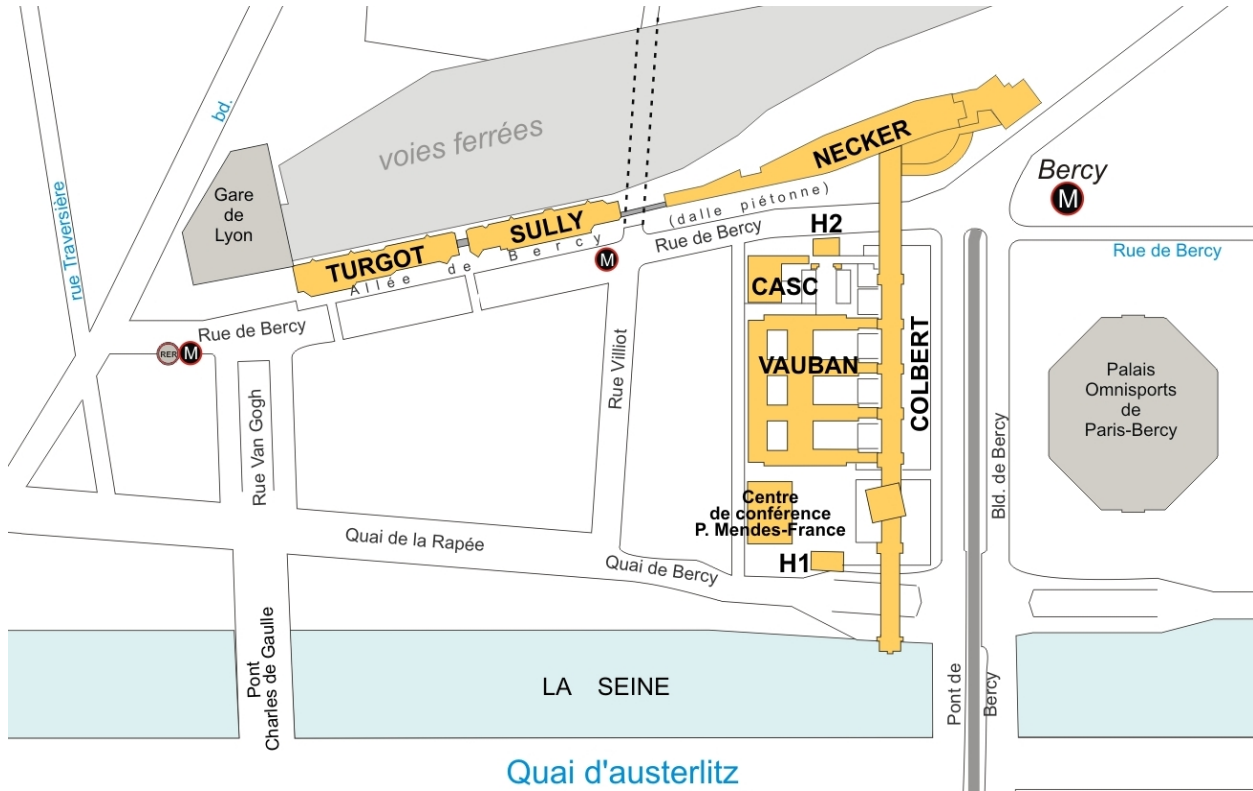 voies ferrées
bd.
rue Traversière
Gare
de
Lyon
NECKER
Bercy
M
(dalle piétonne)
SULLY
TURGOT
Allée de Bercy
M
Rue de Bercy
H2
Rue de Bercy
CASC
Rue de Bercy
RER M
VAUBAN
COLBERT
Rue Villiot
Rue Van Gogh
Palais
Omnisports
de
Paris-Bercy
Bld. de Bercy
Centre
de conférence
P. Mendes-France
Quai de la Rapée
Quai de Bercy
H1
Pont
Charles de Gaulle
LA SEINE
Pont de
Bercy
Quai d'austerlitz